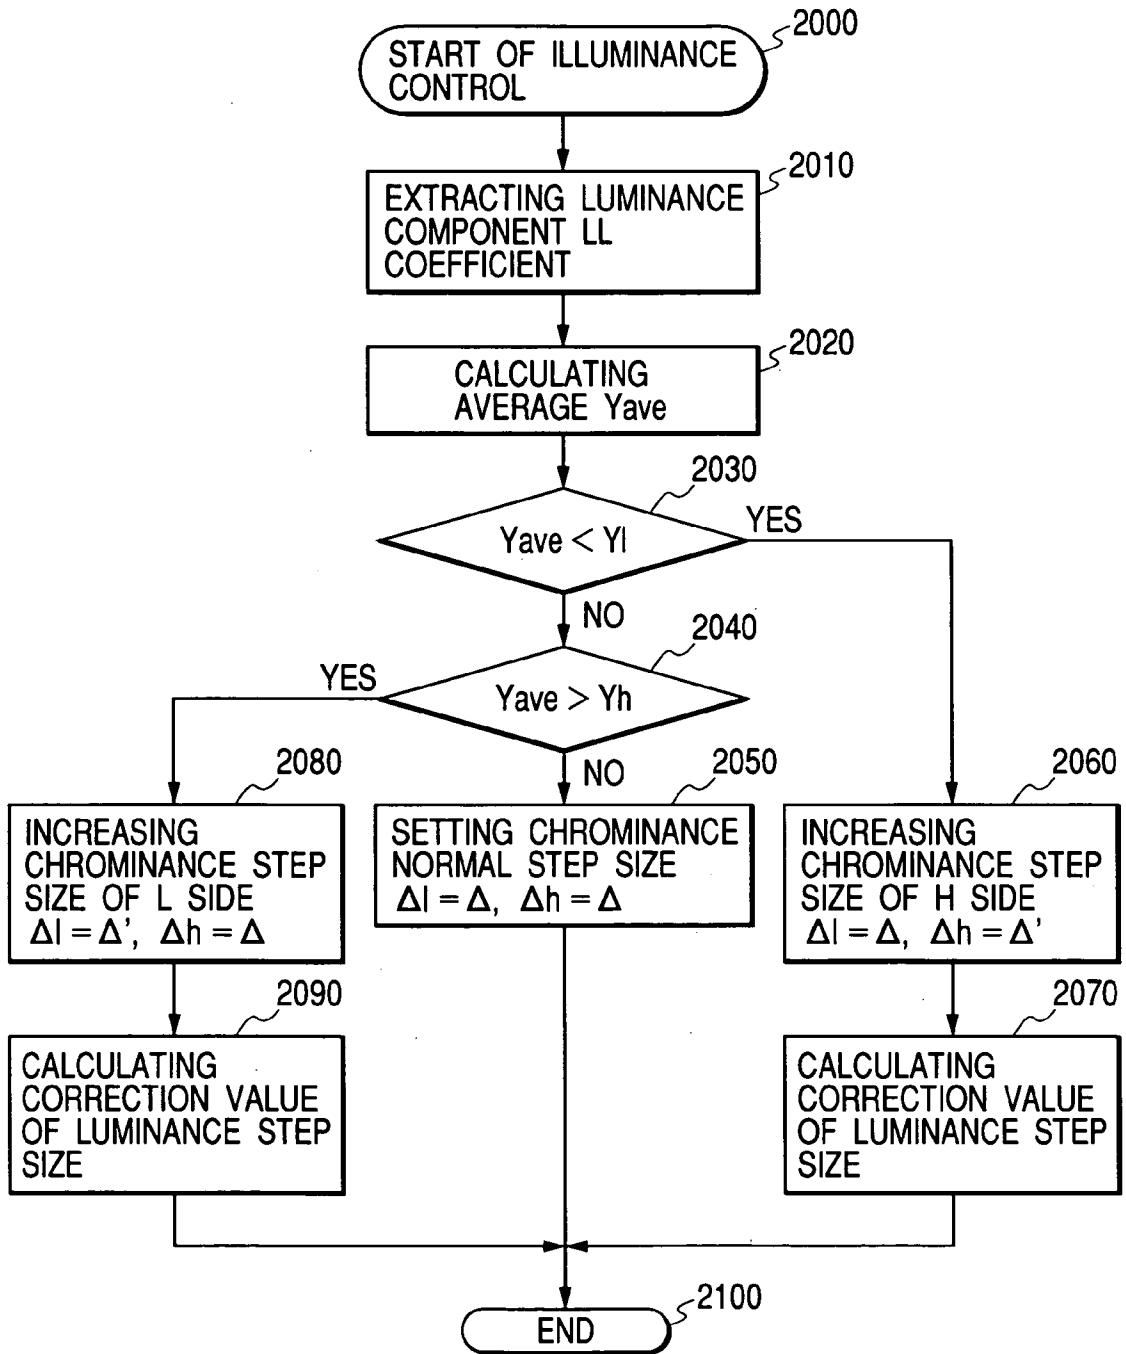 2000
START OF ILLUMINANCE
CONTROL
2010
EXTRACTING LUMINANCE
COMPONENT LL
COEFFICIENT
2020
CALCULATING
AVERAGE Yave
2030
Yave < Yl
YES
NO
2040
Yave > Yh
YES
NO
2080
INCREASING
CHROMINANCE STEP
SIZE OF L SIDE
Δl = Δ’, Δh = Δ
2050
SETTING CHROMINANCE
NORMAL STEP SIZE
Δl = Δ, Δh = Δ
2060
INCREASING
CHROMINANCE STEP
SIZE OF H SIDE
Δl = Δ, Δh = Δ’
2090
CALCULATING
CORRECTION VALUE
OF LUMINANCE STEP
SIZE
2070
CALCULATING
CORRECTION VALUE
OF LUMINANCE STEP
SIZE
2100
END